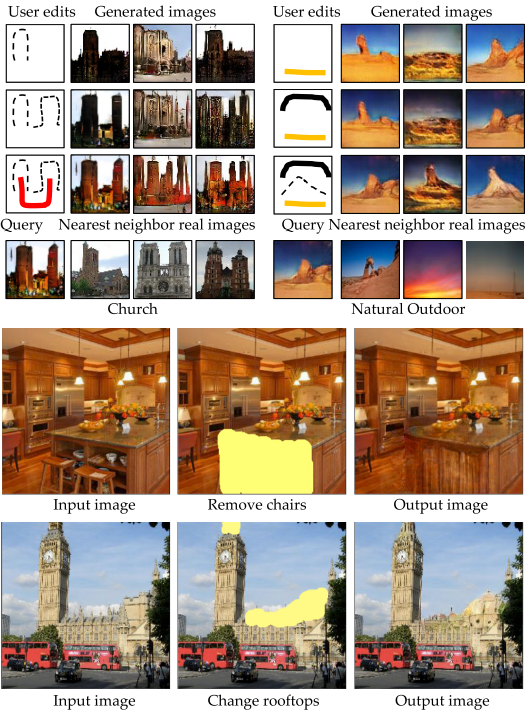 User edits Generated images
User edits Generated images
Query Nearest neighbor real images
Query Nearest neighbor real images
Church
Natural Outdoor
Input image
Remove chairs
Output image
Input image
Change rooftops
Output image